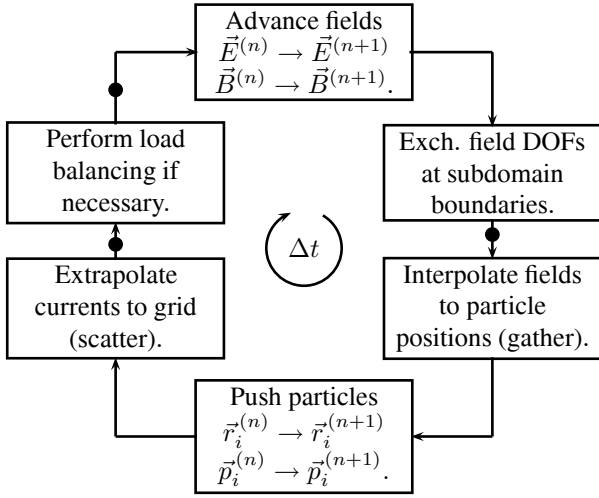 Advance fields
$\vec{E}^{(n)} \rightarrow \vec{E}^{(n+1)}$
$\vec{B}^{(n)} \rightarrow \vec{B}^{(n+1)}$.
Exch. field DOFs
at subdomain
boundaries.
Interpolate fields
to particle
positions (gather).
Push particles
$\vec{r}_i^{(n)} \rightarrow \vec{r}_i^{(n+1)}$
$\vec{p}_i^{(n)} \rightarrow \vec{p}_i^{(n+1)}$.
Extrapolate
currents to grid
(scatter).
Perform load
balancing if
necessary.
$\Delta t$